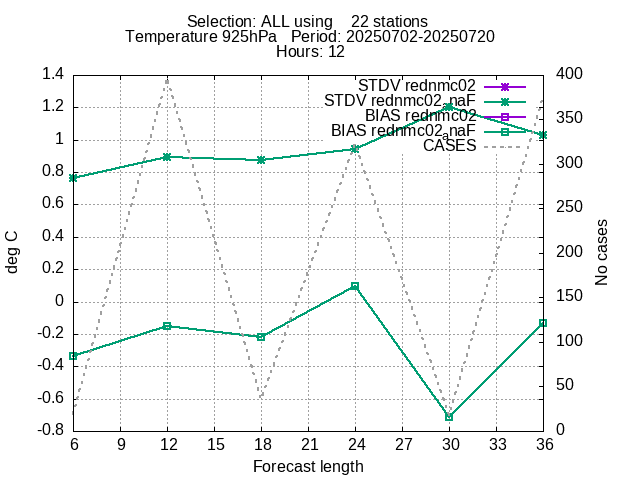 Selection: ALL using    22 stations
Temperature 925hPa   Period: 20250702-20250720
Hours: 12
STDV rednmc02
STDV rednmc02anaF
BIAS rednmc02
BIAS rednmc02anaF
CASES
1.4
1.2
1
0.8
0.6
0.4
0.2
0
-0.2
-0.4
-0.6
-0.8
deg C
400
350
300
250
200
150
100
50
0
No cases
6 9 12 15 18 21 24 27 30 33 36
Forecast length